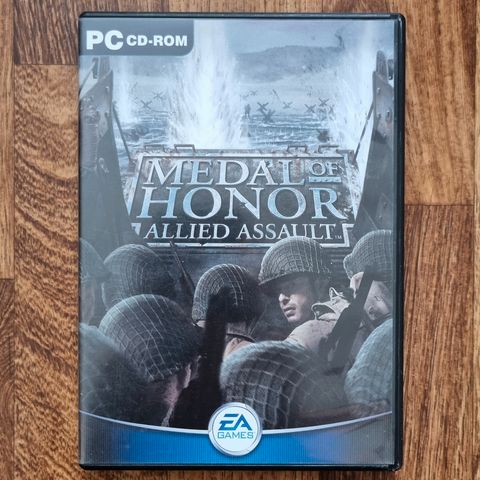 PC CD-ROM
MEDAL OF
HONOR
ALLIED ASSAULT
EA
GAMES